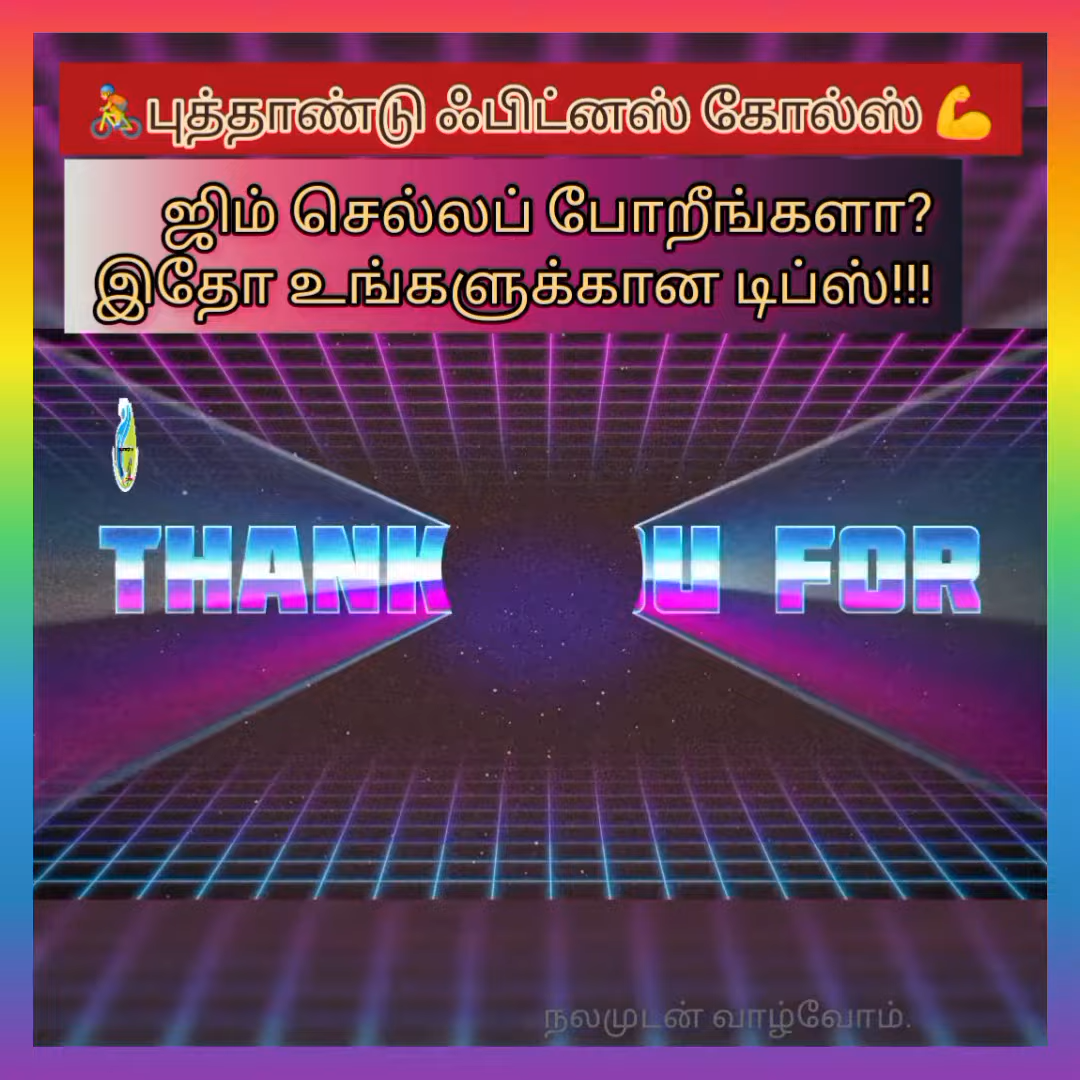 🚴புத்தாண்டு ஃபிட்னஸ் கோல்ஸ் 💪
ஜிம் செல்லப் போறீங்களா?
இதோ உங்களுக்கான டிப்ஸ்!!!
THANK FOR
நலமுடன் வாழ்வோம்.